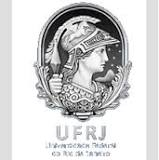 UFRJ
Universidade Federal
do Rio de Janeiro